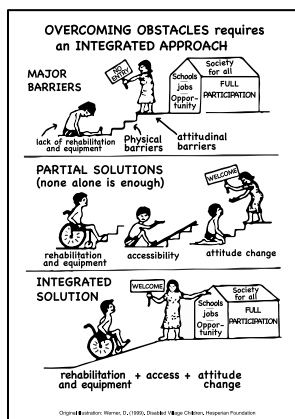 OVERCOMING OBSTACLES requires
an INTEGRATED APPROACH
MAJOR
BARRIERS
NO
ENTRY
Society
for all
Schools
jobs
Oppor-
tunity
FULL
PARTICIPATION
lack of rehabilitation
and equipment
Physical
barriers
attitudinal
barriers
PARTIAL SOLUTIONS
(none alone is enough)
WELCOME
rehabilitation
and equipment
accessibility
attitude change
INTEGRATED
SOLUTION
WELCOME
Society
for all
Schools
jobs
Oppor-
tunity
FULL
PARTICIPATION
rehabilitation + access + attitude
and equipment change
Original Illustration: Werner, D, (1999), Disabled Village Children, Hesperian Foundation